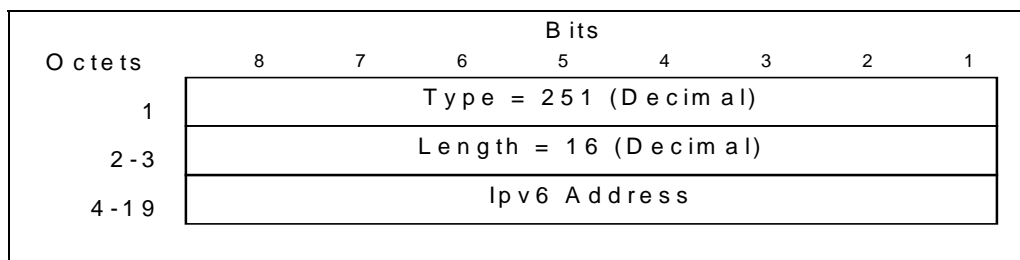 Bits
Octets 8 7 6 5 4 3 2 1
1 Type = 251 (Decimal)
2-3 Length = 16 (Decimal)
4-19 Ipv6 Address